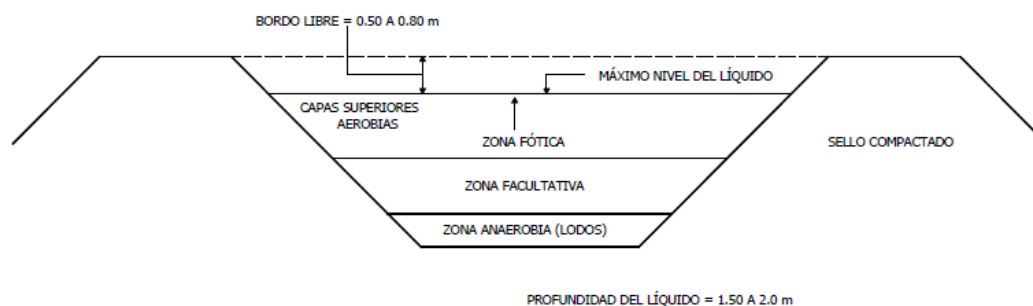 BORDO LIBRE = 0.50 A 0.80 m
MÁXIMO NIVEL DEL LÍQUIDO
CAPAS SUPERIORES
AEROBIAS
ZONA FÓTICA
SELLO COMPACTADO
ZONA FACULTATIVA
ZONA ANAEROBIA (LODOS)
PROFUNDIDAD DEL LÍQUIDO = 1.50 A 2.0 m